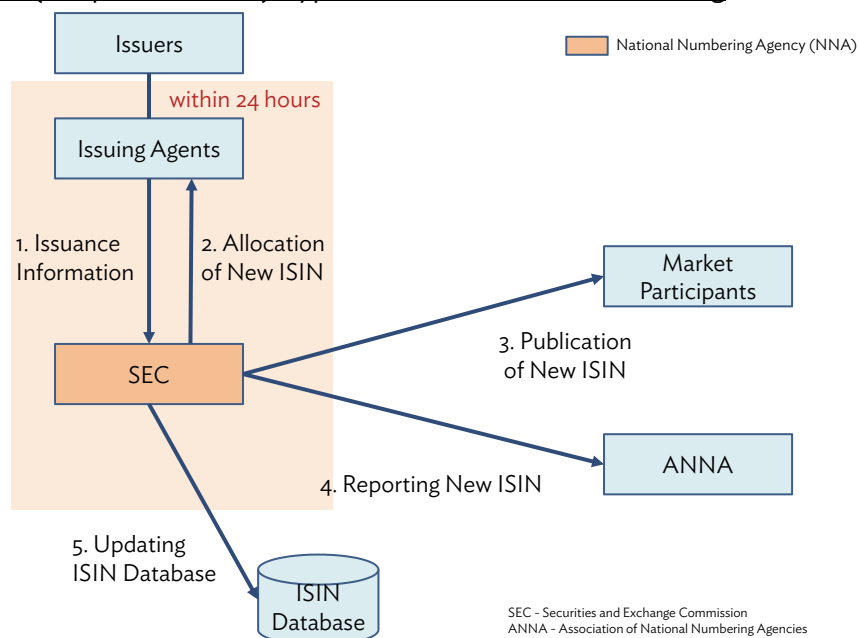 Issuers
National Numbering Agency (NNA)
within 24 hours
Issuing Agents
1. Issuance
Information
2. Allocation
of New ISIN
Market
Participants
3. Publication
of New ISIN
SEC
ANNA
4. Reporting New ISIN
5. Updating
ISIN Database
ISIN
Database
SEC - Securities and Exchange Commission
ANNA - Association of National Numbering Agencies